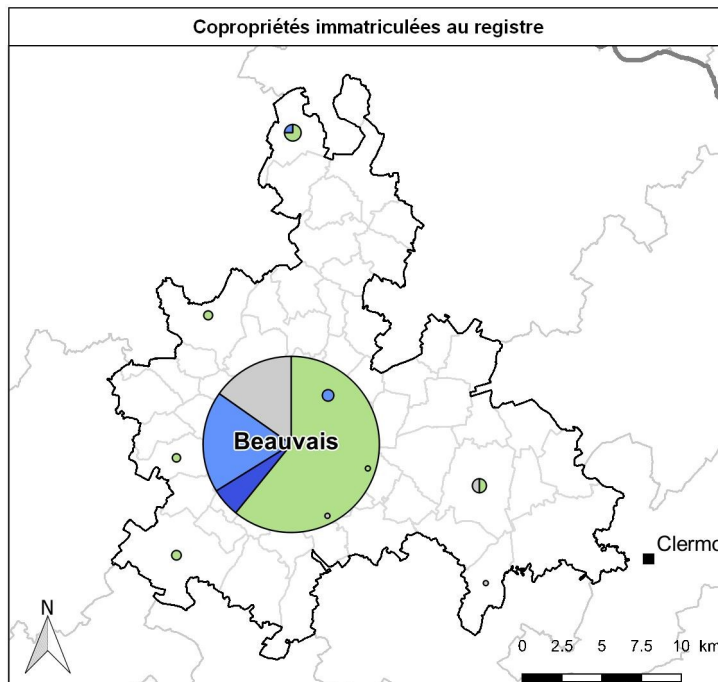 Copropriétés immatriculées au registre
Beauvais
Clermo
N
0 2.5 5 7.5 10 km